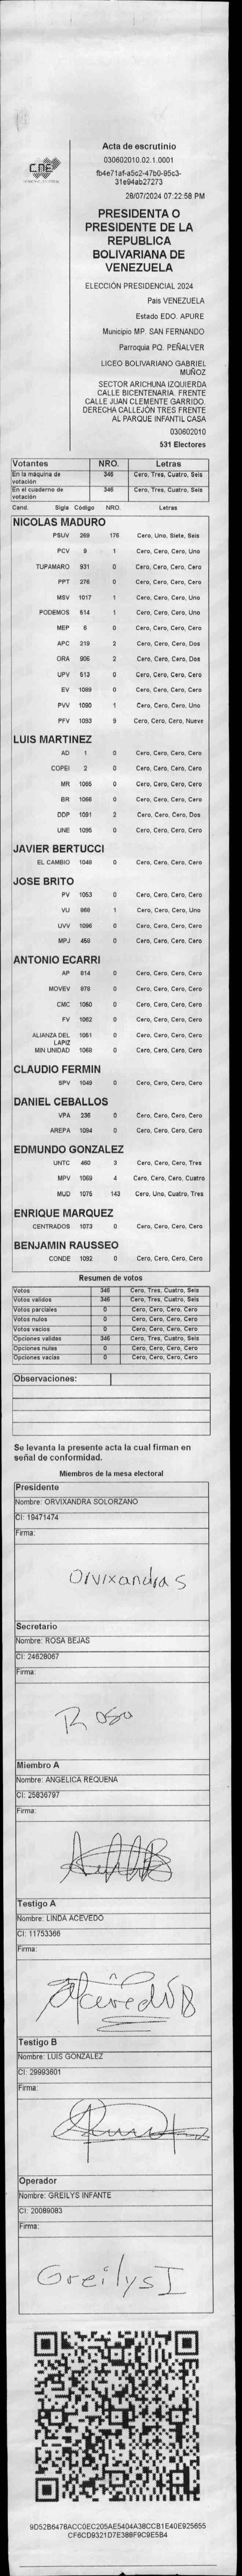 CNE
Acta de escrutinio
030602010.02.1.0001
fb4e71af-a5c2-47b0-95c3-
31e94ab27273
28/07/2024 07:22:58 PM
PRESIDENTA O
PRESIDENTE DE LA
REPUBLICA
BOLIVARIANA DE
VENEZUELA
ELECCIÓN PRESIDENCIAL 2024
Pais VENEZUELA
Estado EDO. APURE
Municipio MP. SAN FERNANDO
Parroquia PQ. PEÑALVER
LICEO BOLIVARIANO GABRIEL
MUÑOZ
SECTOR ARICHUNA IZQUIERDA
CALLE BICENTENARIA. FRENTE
CALLE JUAN CLEMENTE GARRIDO.
DERECHA CALLEJÓN TRES FRENTE
AL PARQUE INFANTIL CASA
030602010
531 Electores
Votantes NRO. Letras
En la máquina de votación 346 Cero, Tres, Cuatro, Seis
En el cuaderno de votación 346 Cero, Tres, Cuatro, Seis
Cand. Sigla Código NRO. Letras
NICOLAS MADURO
PSUV 269 176 Cero, Uno, Siete, Seis
PCV 9 1 Cero, Cero, Cero, Uno
TUPAMARO 931 0 Cero, Cero, Cero, Cero
PPT 276 0 Cero, Cero, Cero, Cero
MSV 1017 1 Cero, Cero, Cero, Uno
PODEMOS 514 1 Cero, Cero, Cero, Uno
MEP 6 0 Cero, Cero, Cero, Cero
APC 219 2 Cero, Cero, Cero, Dos
ORA 906 2 Cero, Cero, Cero, Dos
UPV 513 0 Cero, Cero, Cero, Cero
EV 1089 0 Cero, Cero, Cero, Cero
PVV 1090 1 Cero, Cero, Cero, Uno
PFV 1093 9 Cero, Cero, Cero, Nueve
LUIS MARTINEZ
AD 1 0 Cero, Cero, Cero, Cero
COPEI 2 0 Cero, Cero, Cero, Cero
MR 1065 0 Cero, Cero, Cero, Cero
BR 1066 0 Cero, Cero, Cero, Cero
DDP 1091 2 Cero, Cero, Cero, Dos
UNE 1095 0 Cero, Cero, Cero, Cero
JAVIER BERTUCCI
EL CAMBIO 1048 0 Cero, Cero, Cero, Cero
JOSE BRITO
PV 1053 0 Cero, Cero, Cero, Cero
VU 986 1 Cero, Cero, Cero, Uno
UVV 1096 0 Cero, Cero, Cero, Cero
MPJ 458 0 Cero, Cero, Cero, Cero
ANTONIO ECARRI
AP 814 0 Cero, Cero, Cero, Cero
MOVEV 878 0 Cero, Cero, Cero, Cero
CMC 1050 0 Cero, Cero, Cero, Cero
FV 1062 0 Cero, Cero, Cero, Cero
ALIANZA DEL LAPIZ 1051 0 Cero, Cero, Cero, Cero
MIN UNIDAD 1068 0 Cero, Cero, Cero, Cero
CLAUDIO FERMIN
SPV 1049 0 Cero, Cero, Cero, Cero
DANIEL CEBALLOS
VPA 236 0 Cero, Cero, Cero, Cero
AREPA 1094 0 Cero, Cero, Cero, Cero
EDMUNDO GONZALEZ
UNTC 460 3 Cero, Cero, Cero, Tres
MPV 1069 4 Cero, Cero, Cero, Cuatro
MUD 1075 143 Cero, Uno, Cuatro, Tres
ENRIQUE MARQUEZ
CENTRADOS 1073 0 Cero, Cero, Cero, Cero
BENJAMIN RAUSSEO
CONDE 1092 0 Cero, Cero, Cero, Cero
Resumen de votos
Votos 346 Cero, Tres, Cuatro, Seis
Votos validos 346 Cero, Tres, Cuatro, Seis
Votos parciales 0 Cero, Cero, Cero, Cero
Votos nulos 0 Cero, Cero, Cero, Cero
Votos vacios 0 Cero, Cero, Cero, Cero
Opciones validas 346 Cero, Tres, Cuatro, Seis
Opciones nulas 0 Cero, Cero, Cero, Cero
Opciones vacias 0 Cero, Cero, Cero, Cero
Observaciones:
Se levanta la presente acta la cual firman en
señal de conformidad.
Miembros de la mesa electoral
Presidente
Nombre: ORVIXANDRA SOLORZANO
CI: 19471474
Firma:
Orvixandra S
Secretario
Nombre: ROSA BEJAS
CI: 24628067
Firma:
Rosa
Miembro A
Nombre: ANGELICA REQUENA
CI: 25836797
Firma:
Testigo A
Nombre: LINDA ACEVEDO
CI: 11753366
Firma:
Testigo B
Nombre: LUIS GONZALEZ
CI: 29993601
Firma:
Operador
Nombre: GREILYS INFANTE
CI: 20089083
Firma:
Greilys I
9D52B6478ACC0EC205AE5404A38CCB1E40E925655
CF6CD9321D7E388F9C9E5B4